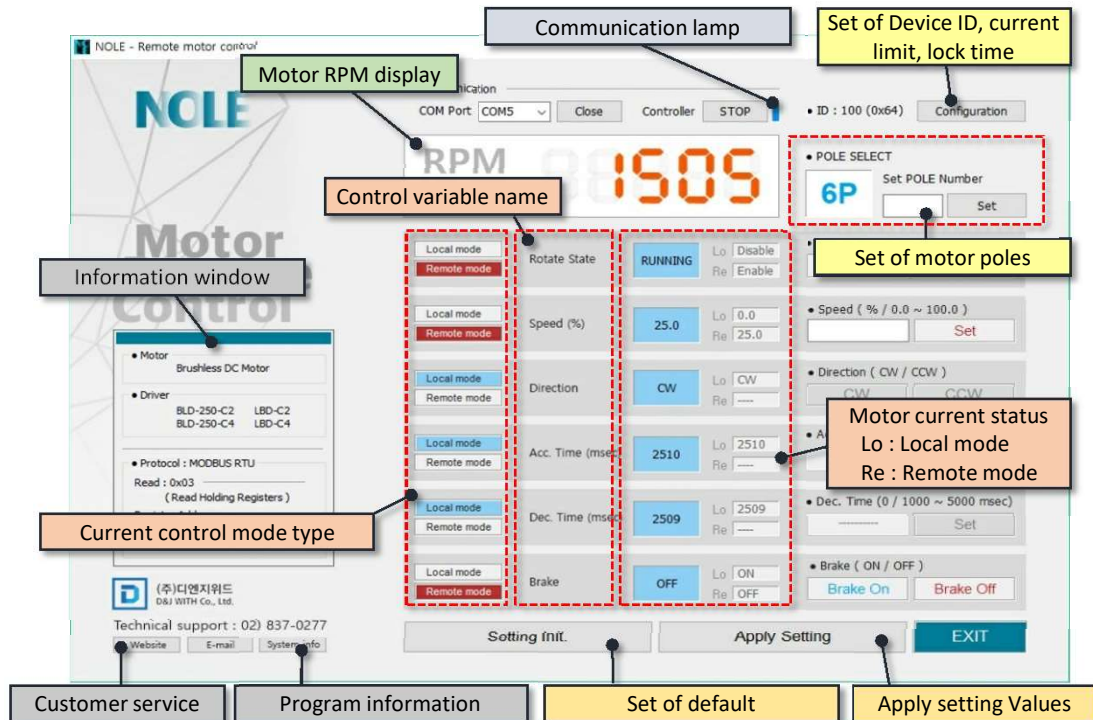 Communication lamp
Set of Device ID, current
limit, lock time
NOLE - Remote motor control
Motor RPM display
NOLE
COM Port COM5 Close Controller STOP
• ID : 100 (0x64) Configuration
RPM 1505
• POLE SELECT
6P
Set POLE Number
Set
Control variable name
Set of motor poles
Motor
Control
Information window
Local mode
Remote mode
Rotate State
RUNNING
Lo Disable
Re Enable
Local mode
Remote mode
Speed (%)
25.0
Lo 0.0
Re 25.0
• Speed ( % / 0.0 ~ 100.0 )
Set
Local mode
Remote mode
Direction
CW
Lo CW
Re ----
• Direction ( CW / CCW )
CW CCW
Local mode
Remote mode
Acc. Time (msec)
2510
Lo 2510
Re ----
Motor current status
Lo : Local mode
Re : Remote mode
Local mode
Remote mode
Dec. Time (msec)
2509
Lo 2509
Re ----
• Dec. Time (0 / 1000 ~ 5000 msec)
---------- Set
Local mode
Remote mode
Brake
OFF
Lo ON
Re OFF
• Brake ( ON / OFF )
Brake On Brake Off
• Motor
Brushless DC Motor
• Driver
BLD-250-C2 LBD-C2
BLD-250-C4 LBD-C4
• Protocol : MODBUS RTU
Read : 0x03
( Read Holding Registers )
Current control mode type
(주)디엔지위드
D&J WITH Co., Ltd.
Technical support : 02) 837-0277
Website E-mail System info
Setting Init. Apply Setting EXIT
Customer service
Program information
Set of default
Apply setting Values